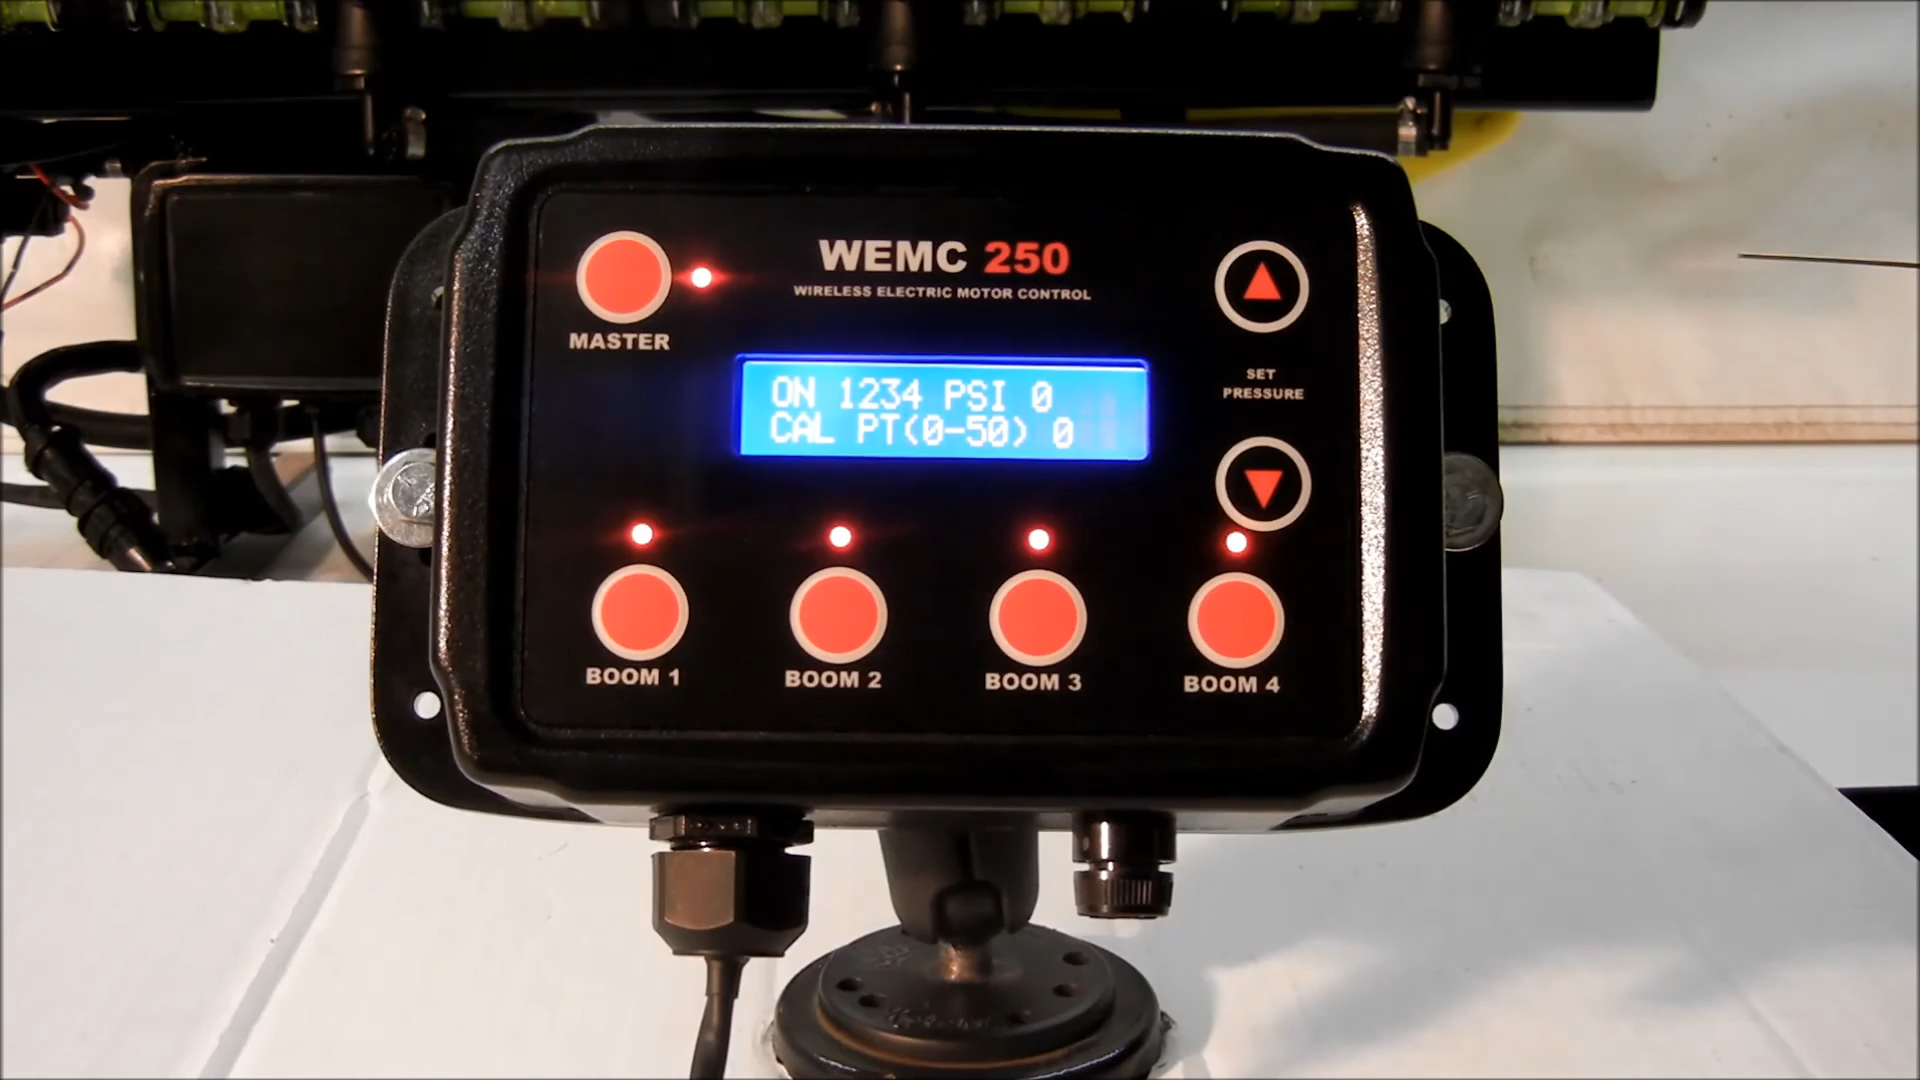 WEMC 250
WIRELESS ELECTRIC MOTOR CONTROL
MASTER
ON 1234 PSI 0
CAL PT(0-50) 0
SET
PRESSURE
BOOM 1
BOOM 2
BOOM 3
BOOM 4